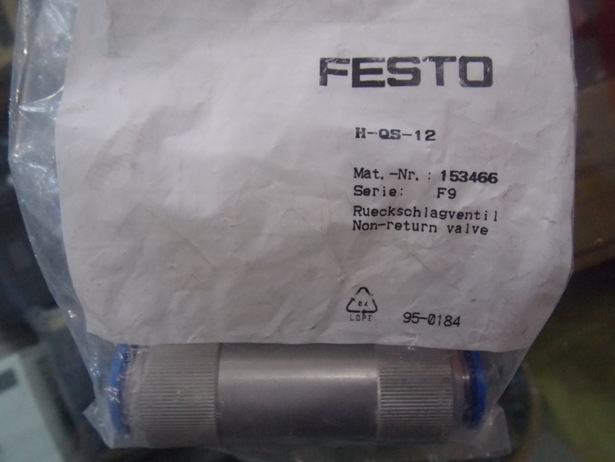 FESTO
H-QS-12
Mat.-Nr.: 153466
Serie: F9
Rueckschlagventil
Non-return valve
04
LDPE
95-0184